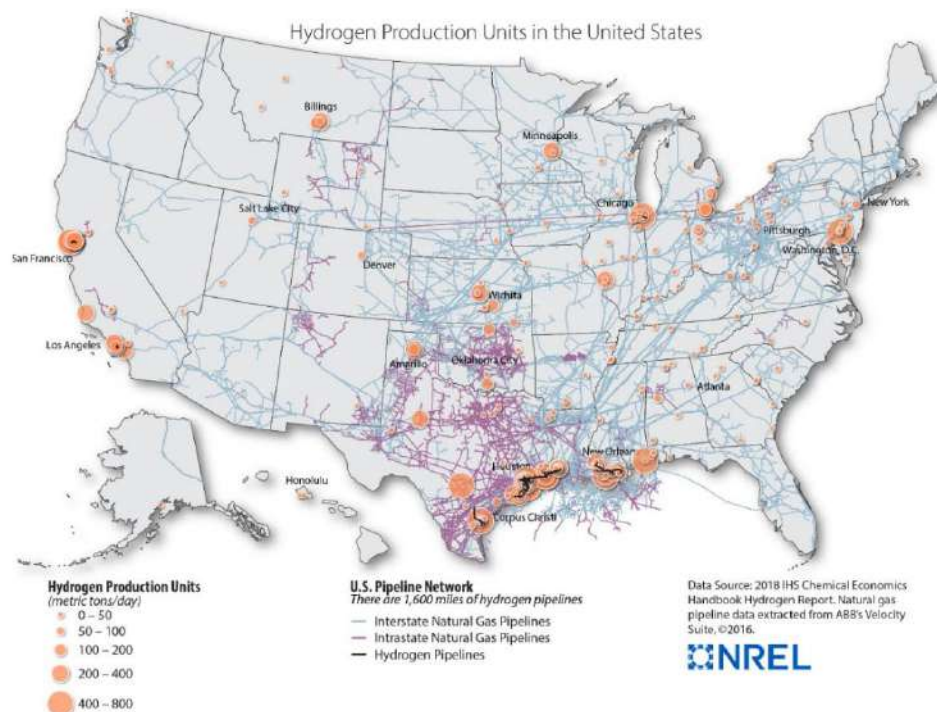 Hydrogen Production Units in the United States
Billings
Minneapolis
Chicago
New York
Salt Lake City
Pittsburgh
Washington, D.C.
San Francisco
Denver
Wichita
Los Angeles
Amarillo
Oklahoma City
Atlanta
Houston
New Orleans
Honolulu
Corpus Christi
Hydrogen Production Units
(metric tons/day)
0 – 50
50 – 100
100 – 200
200 – 400
400 – 800
U.S. Pipeline Network
There are 1,600 miles of hydrogen pipelines
Interstate Natural Gas Pipelines
Intrastate Natural Gas Pipelines
Hydrogen Pipelines
Data Source: 2018 IHS Chemical Economics
Handbook Hydrogen Report. Natural gas
pipeline data extracted from ABB's Velocity
Suite, ©2016.
NREL